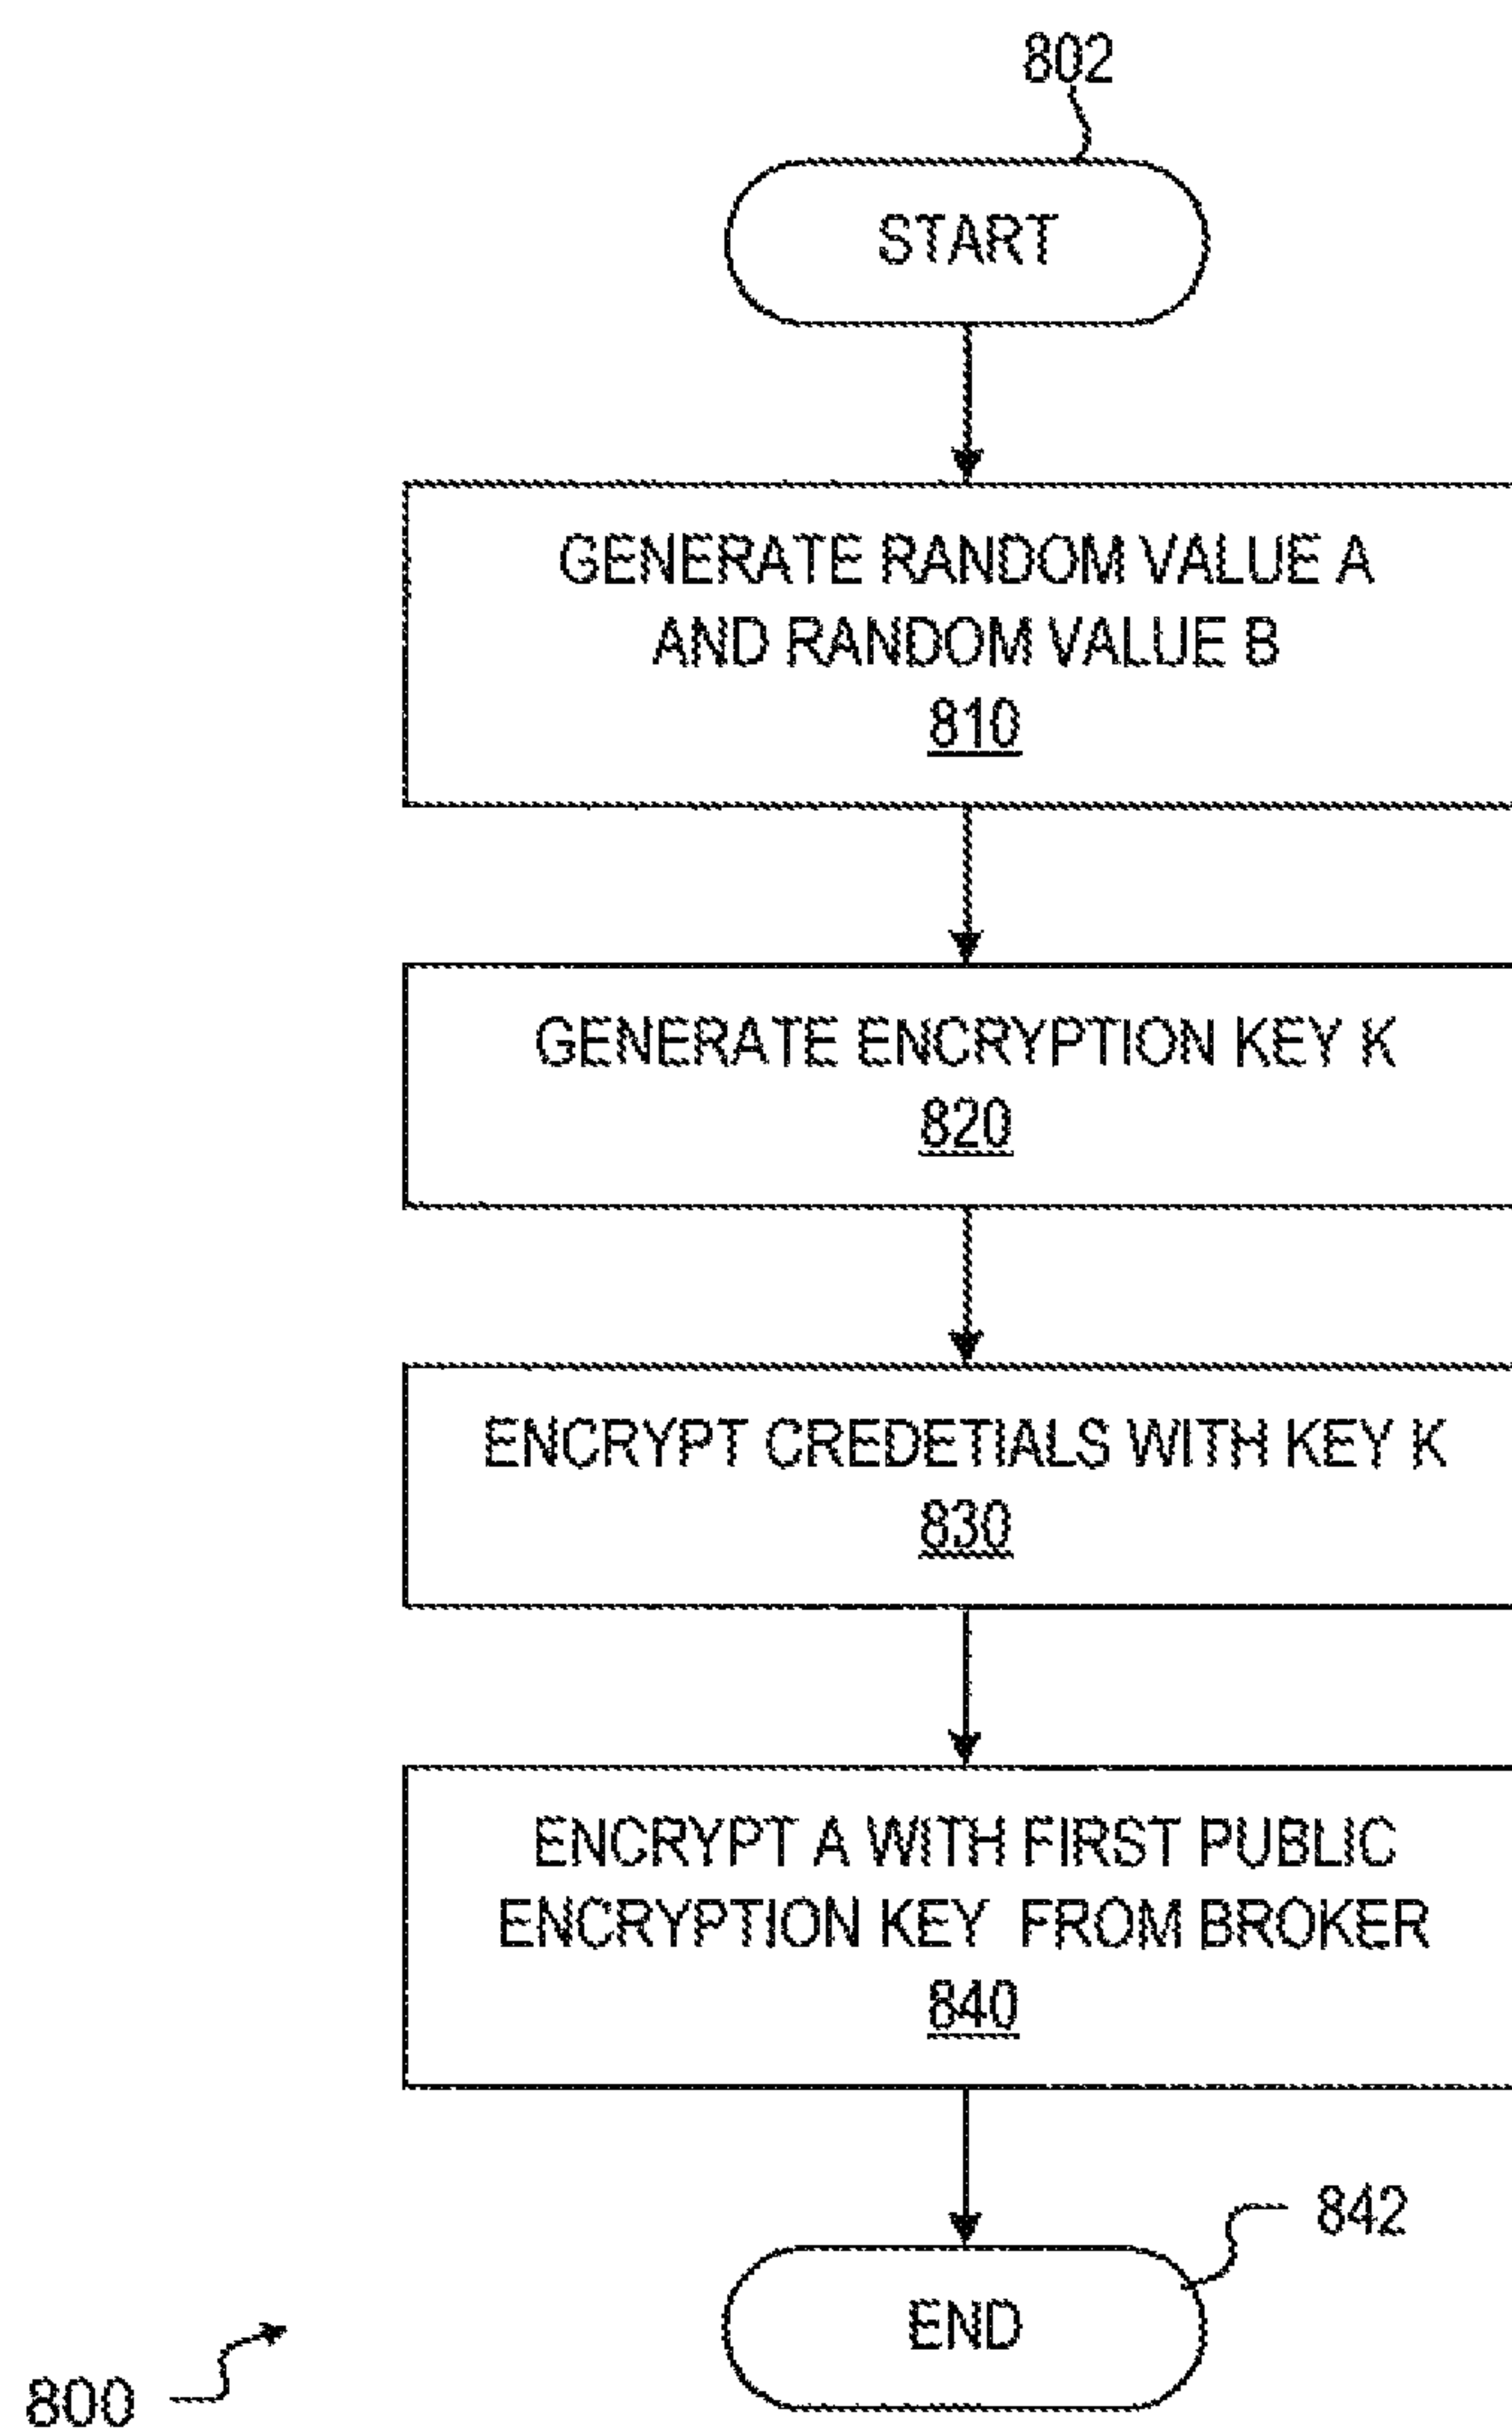 802
START
GENERATE RANDOM VALUE A
AND RANDOM VALUE B
810
GENERATE ENCRYPTION KEY K
820
ENCRYPT CREDETIALS WITH KEY K
830
ENCRYPT A WITH FIRST PUBLIC
ENCRYPTION KEY FROM BROKER
840
842
END
800